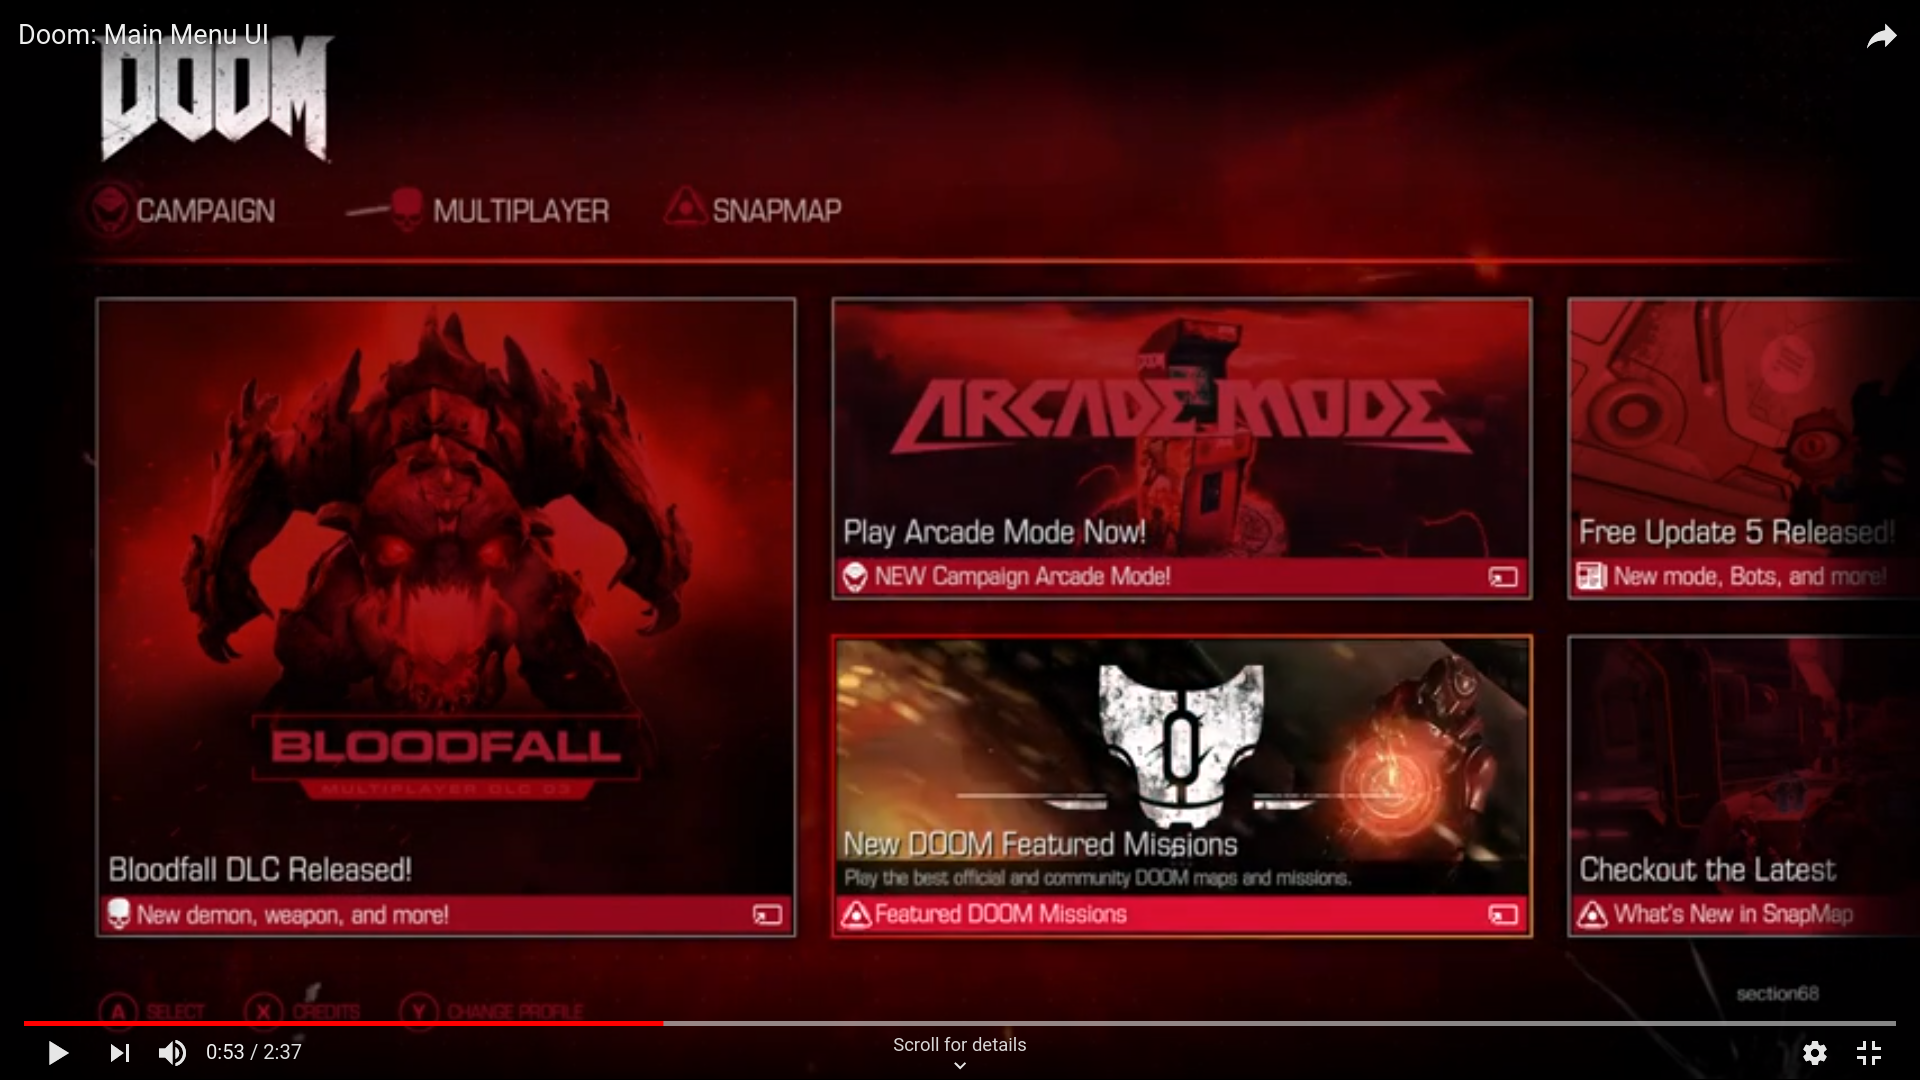 Doom: Main Menu UI
DOOM
CAMPAIGN
MULTIPLAYER
SNAPMAP
ARCADE MODE
Play Arcade Mode Now!
NEW Campaign Arcade Mode!
Free Update 5 Released!
New mode, Bots, and more!
BLOODFALL
MULTIPLAYER DLC 03
Bloodfall DLC Released!
New demon, weapon, and more!
New DOOM Featured Missions
Play the best official and community DOOM maps and missions.
Featured DOOM Missions
Checkout the Latest
What's New in SnapMap
section68
A SELECT
X CREDITS
Y CHANGE PROFILE
0:53 / 2:37
Scroll for details